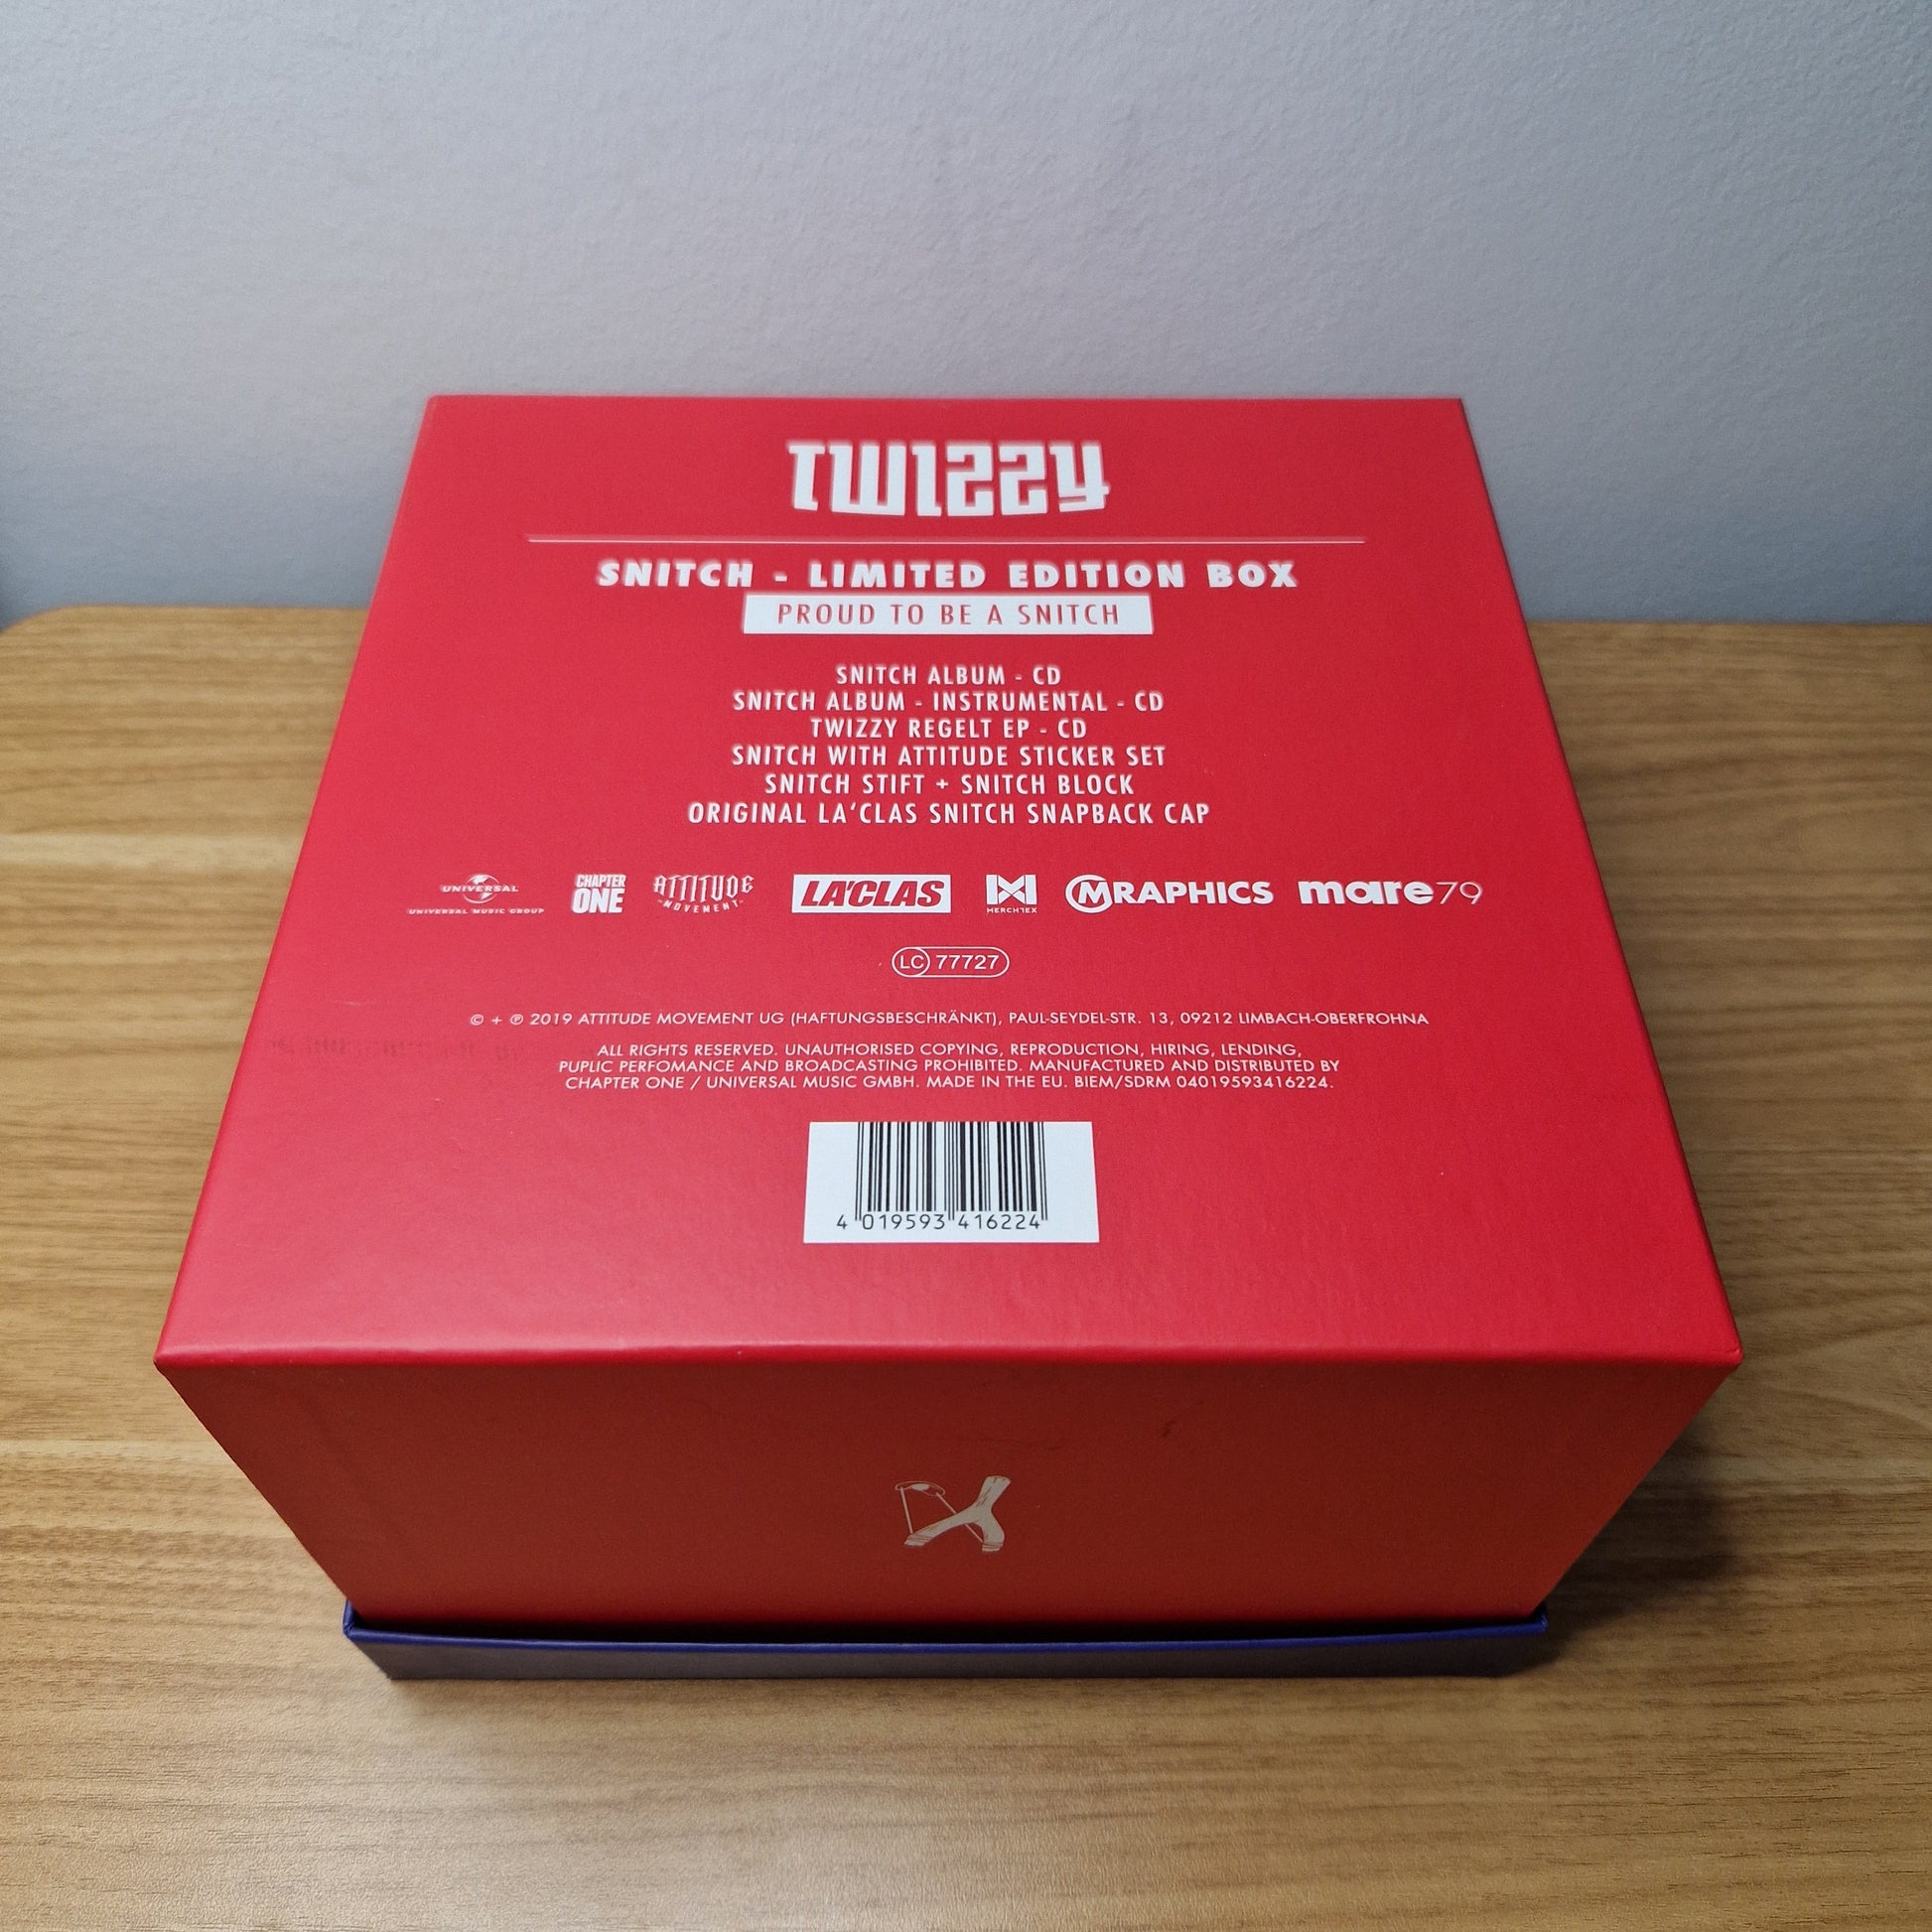 TWIZZY
SNITCH - LIMITED EDITION BOX
PROUD TO BE A SNITCH
SNITCH ALBUM - CD
SNITCH ALBUM - INSTRUMENTAL - CD
TWIZZY REGELT EP - CD
SNITCH WITH ATTITUDE STICKER SET
SNITCH STIFT + SNITCH BLOCK
ORIGINAL LA'CLAS SNITCH SNAPBACK CAP
UNIVERSAL
UNIVERSAL MUSIC GROUP
CHAPTER
ONE
ATTITUDE
-MOVEMENT-
LA'CLAS
MERCHTEX
MRAPHICS
mare79
LC 77727
© + ℗ 2019 ATTITUDE MOVEMENT UG (HAFTUNGSBESCHRÄNKT), PAUL-SEYDEL-STR. 13, 09212 LIMBACH-OBERFROHNA
ALL RIGHTS RESERVED. UNAUTHORISED COPYING, REPRODUCTION, HIRING, LENDING,
PUPLIC PERFOMANCE AND BROADCASTING PROHIBITED. MANUFACTURED AND DISTRIBUTED BY
CHAPTER ONE / UNIVERSAL MUSIC GMBH. MADE IN THE EU. BIEM/SDRM 04019593416224.
4 019593 416224